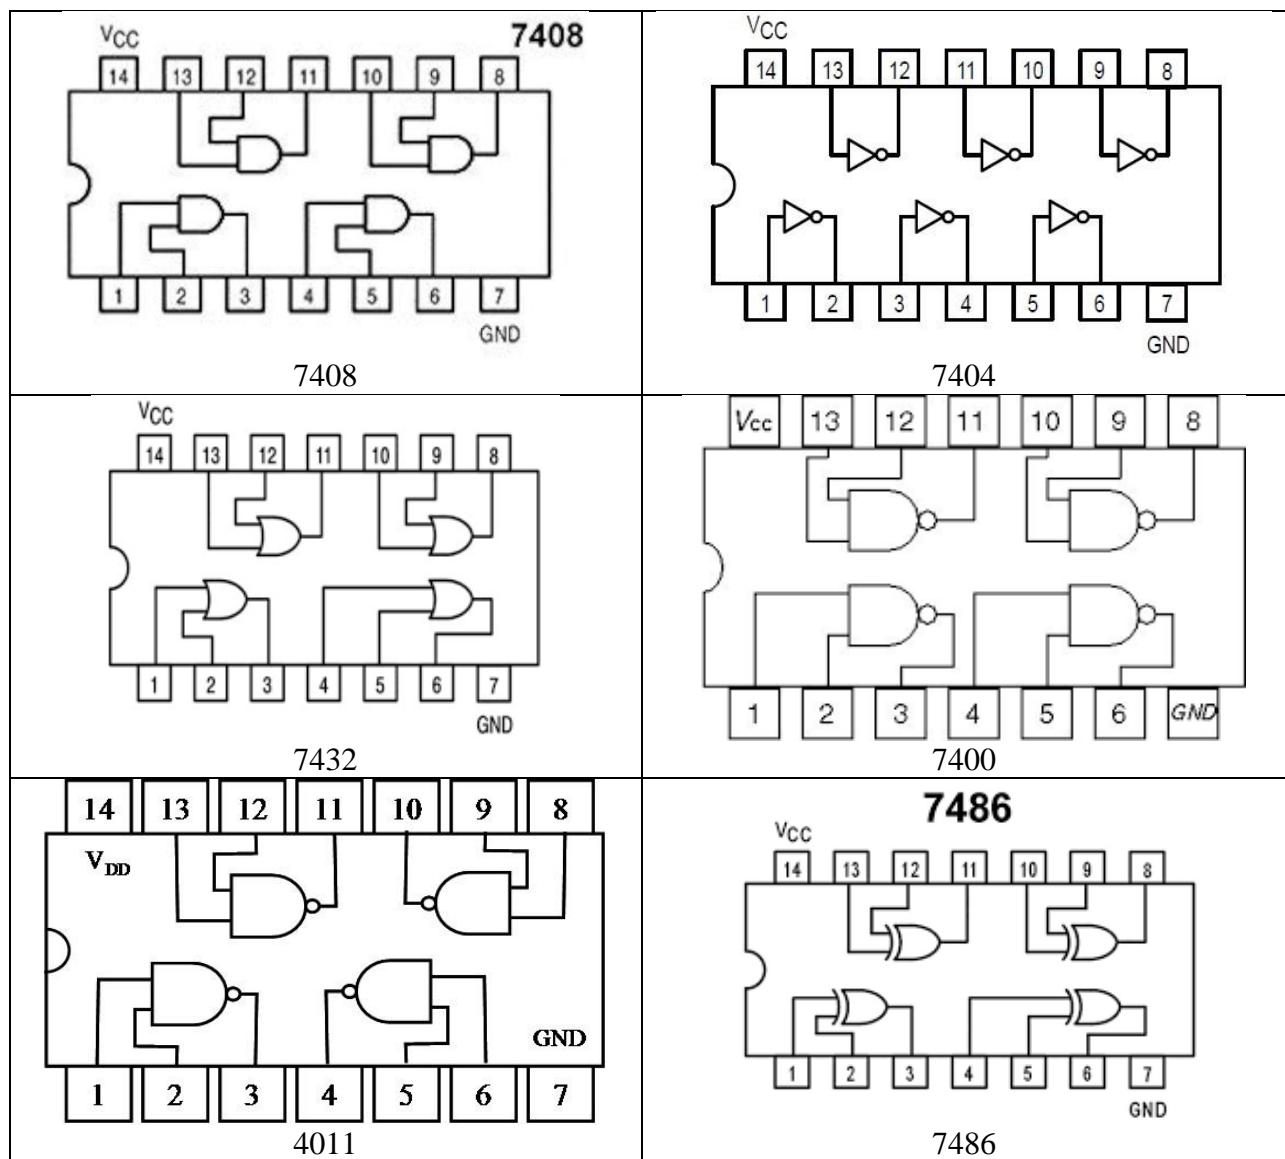 VCC 7408
14 13 12 11 10 9 8
1 2 3 4 5 6 7
GND
7408
VCC
14 13 12 11 10 9 8
1 2 3 4 5 6 7
GND
7404
VCC
14 13 12 11 10 9 8
1 2 3 4 5 6 7
GND
7432
Vcc 13 12 11 10 9 8
1 2 3 4 5 6 GND
7400
14 13 12 11 10 9 8
VDD
GND
1 2 3 4 5 6 7
4011
7486
VCC
14 13 12 11 10 9 8
1 2 3 4 5 6 7
GND
7486